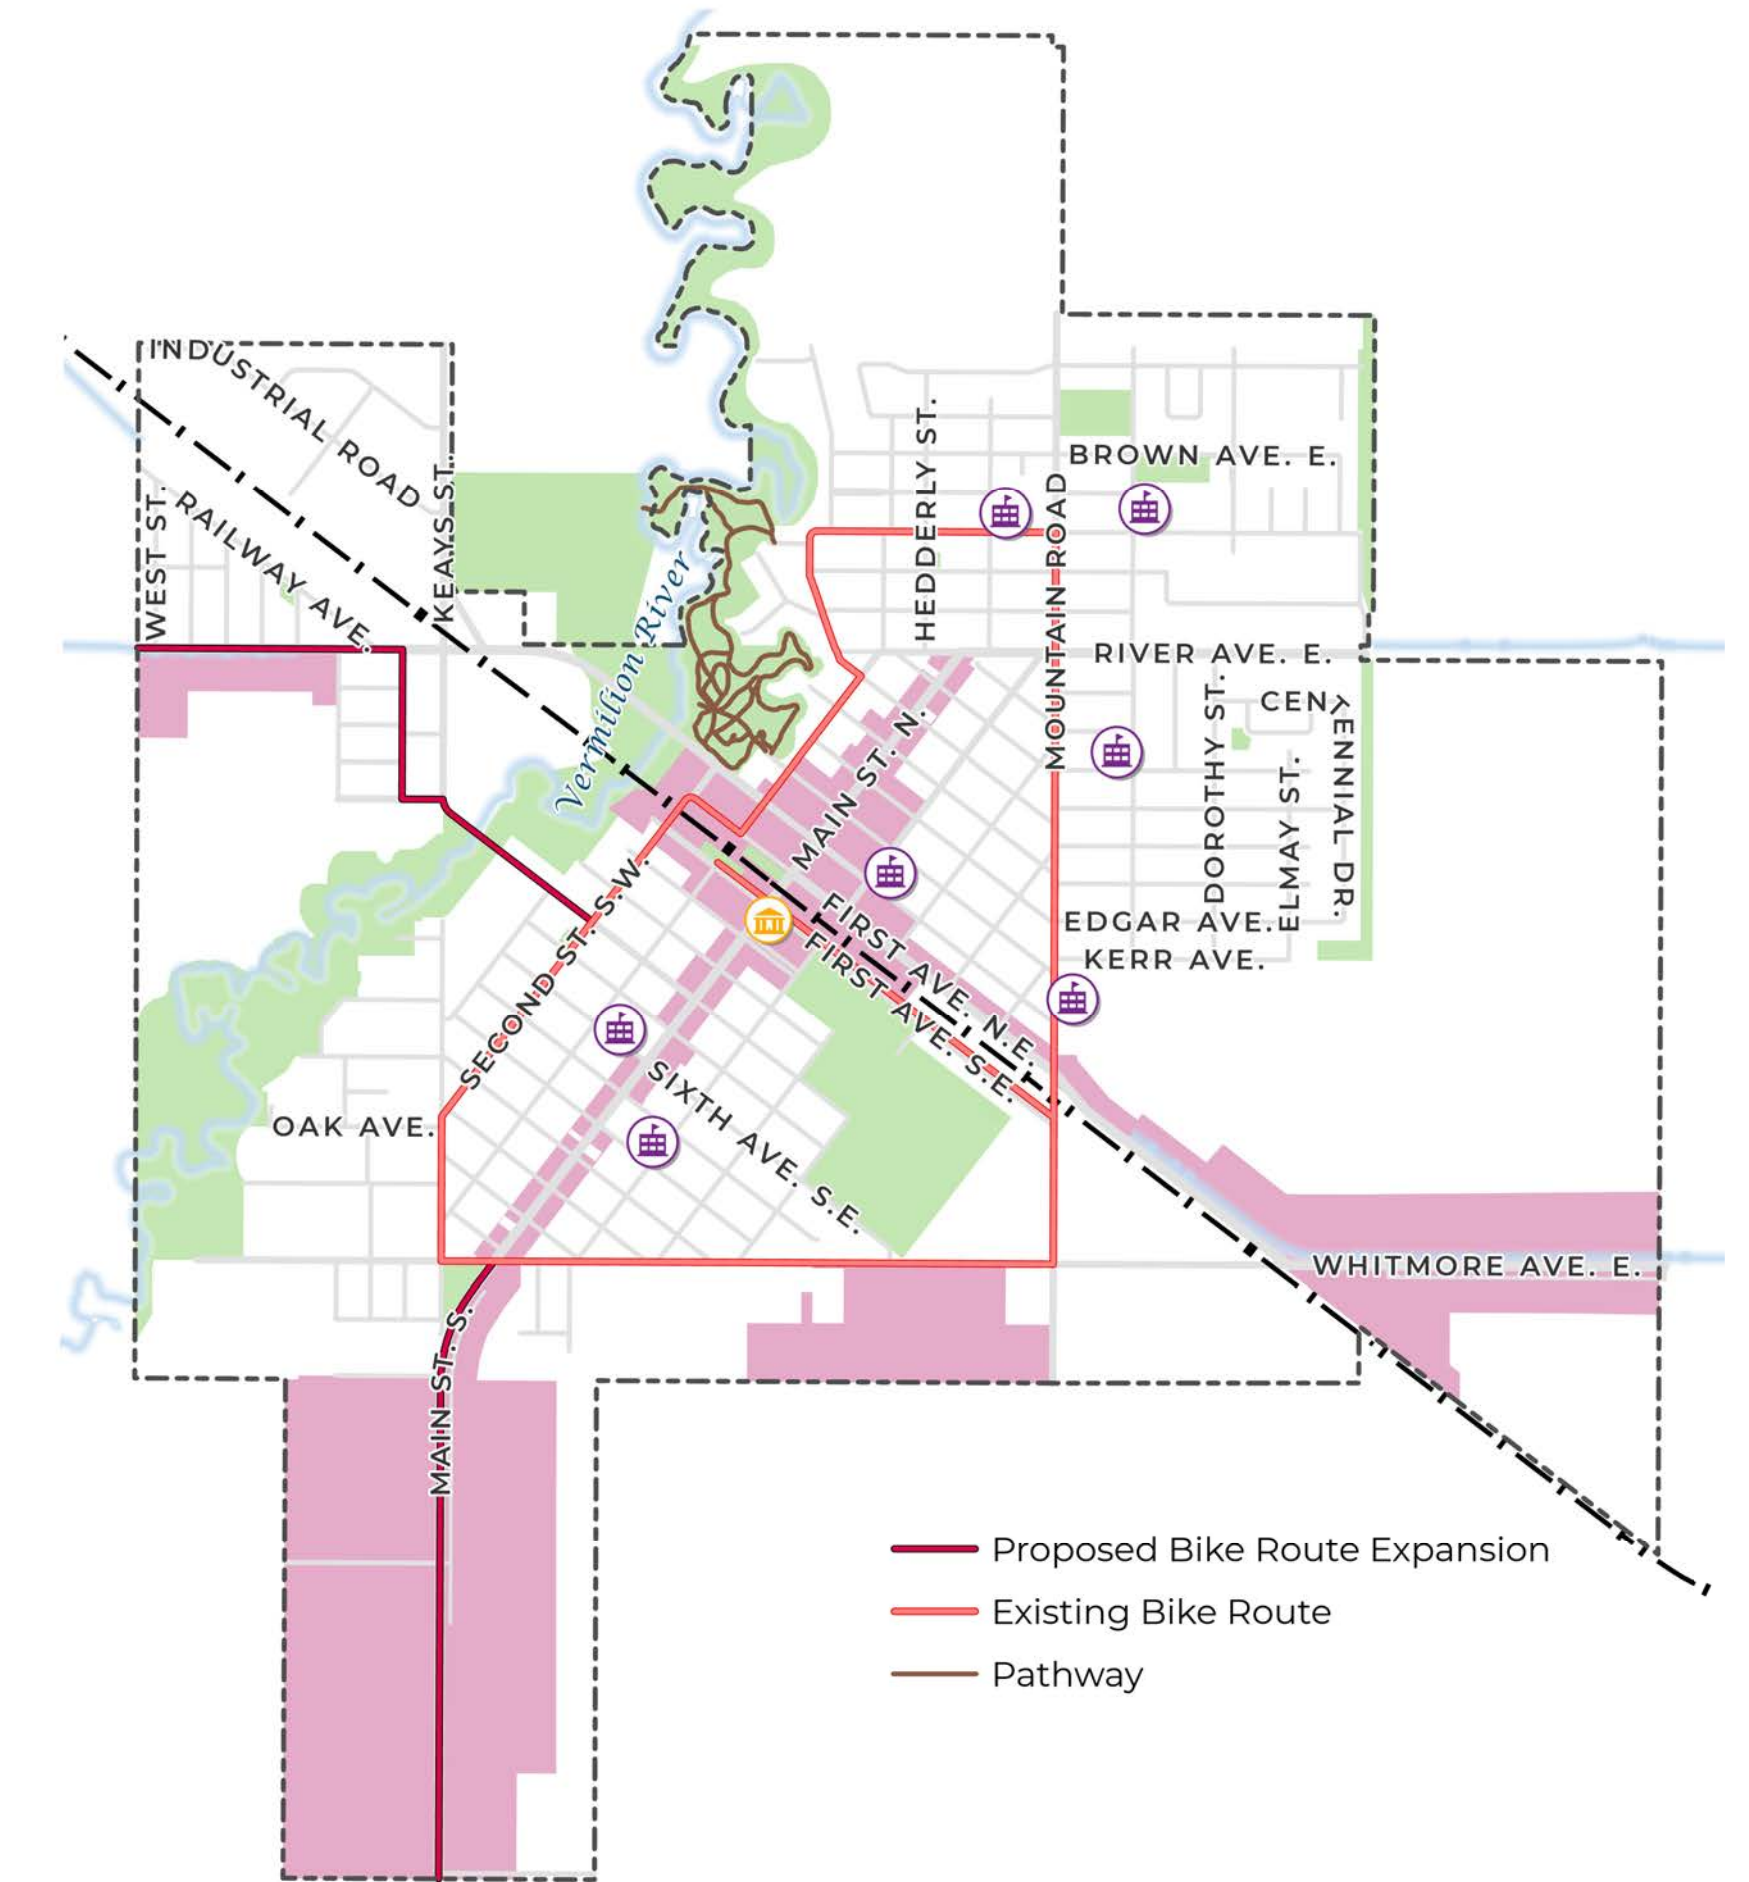 INDUSTRIAL ROAD
HEDDERLY ST.
BROWN AVE. E.
KEAYS ST.
WEST ST.
RAILWAY AVE.
MOUNTAIN ROAD
Vermilion River
RIVER AVE. E.
CENTENNIAL DR.
DOROTHY ST.
MAIN ST. N.
ELMAY ST.
SECOND ST. S.W.
FIRST AVE. N.E.
FIRST AVE. S.E.
EDGAR AVE.
KERR AVE.
SIXTH AVE. S.E.
OAK AVE.
WHITMORE AVE. E.
MAIN ST. S.
Proposed Bike Route Expansion
Existing Bike Route
Pathway